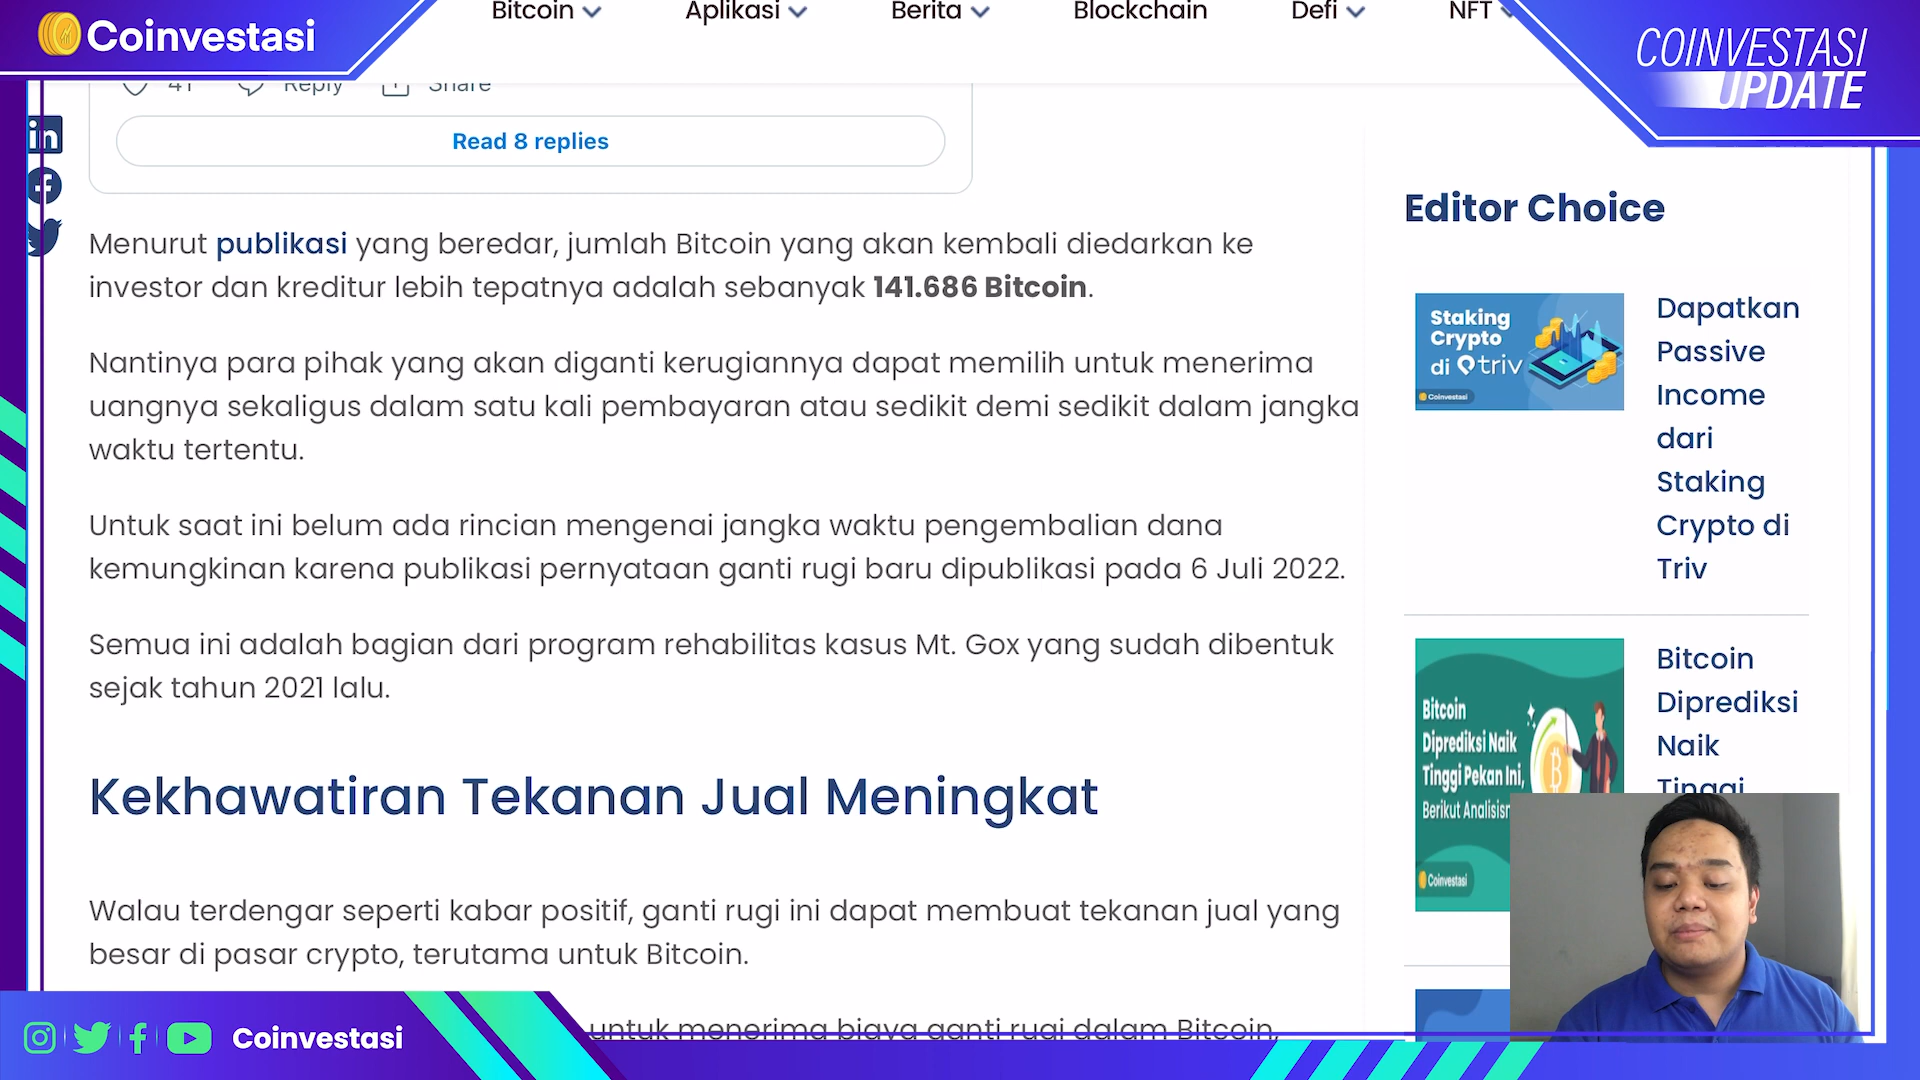 Coinvestasi
Bitcoin
Aplikasi
Berita
Blockchain
Defi
NFT
COINVESTASI
UPDATE
41 Reply Share
Read 8 replies
Menurut publikasi yang beredar, jumlah Bitcoin yang akan kembali diedarkan ke
investor dan kreditur lebih tepatnya adalah sebanyak 141.686 Bitcoin.
Nantinya para pihak yang akan diganti kerugiannya dapat memilih untuk menerima
uangnya sekaligus dalam satu kali pembayaran atau sedikit demi sedikit dalam jangka
waktu tertentu.
Untuk saat ini belum ada rincian mengenai jangka waktu pengembalian dana
kemungkinan karena publikasi pernyataan ganti rugi baru dipublikasi pada 6 Juli 2022.
Semua ini adalah bagian dari program rehabilitas kasus Mt. Gox yang sudah dibentuk
sejak tahun 2021 lalu.
Kekhawatiran Tekanan Jual Meningkat
Walau terdengar seperti kabar positif, ganti rugi ini dapat membuat tekanan jual yang
besar di pasar crypto, terutama untuk Bitcoin.
untuk menerima biaya ganti rugi dalam Bitcoin,
Editor Choice
Staking
Crypto
di triv
Coinvestasi
Dapatkan
Passive
Income
dari
Staking
Crypto di
Triv
Bitcoin
Diprediksi Naik
Tinggi Pekan Ini,
Berikut
Coinvestasi
Bitcoin
Diprediksi
Naik
Tinggi
Coinvestasi